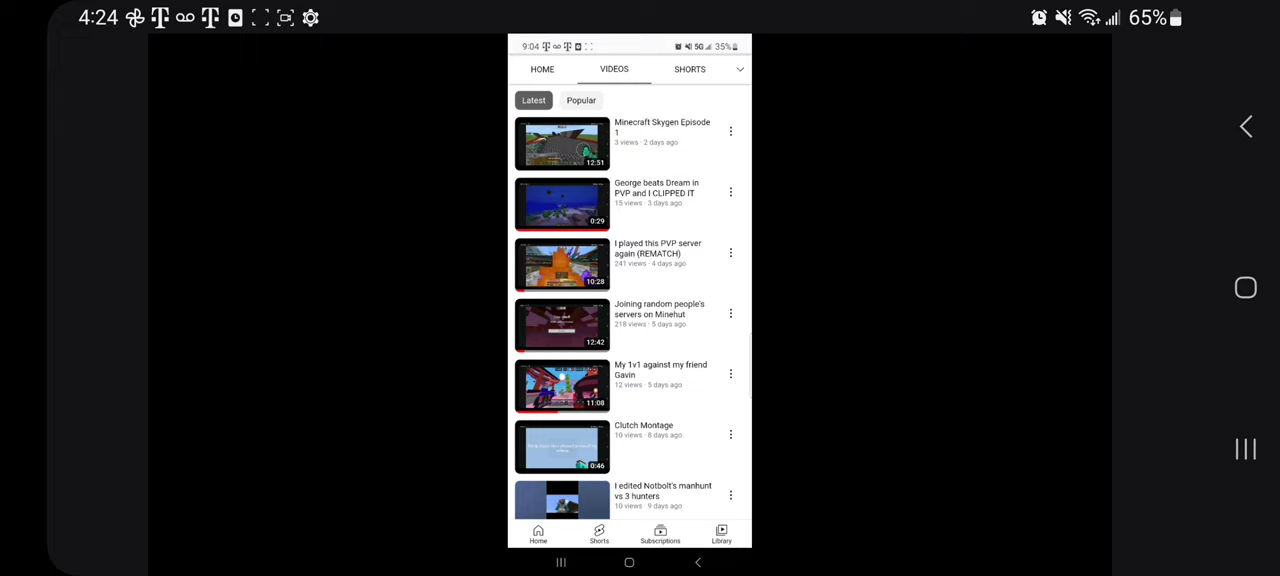 4:24
65%
9:04
5G 35%
HOME VIDEOS SHORTS
Latest Popular
Minecraft Skygen Episode
1
3 views · 2 days ago
12:51
George beats Dream in
PVP and I CLIPPED IT
15 views · 3 days ago
0:29
I played this PVP server
again (REMATCH)
241 views · 4 days ago
10:28
Joining random people's
servers on Minehut
218 views · 5 days ago
12:42
My 1v1 against my friend
Gavin
12 views · 5 days ago
11:08
Clutch Montage
10 views · 8 days ago
0:46
I edited Notbolt's manhunt
vs 3 hunters
10 views · 9 days ago
Home Shorts Subscriptions Library